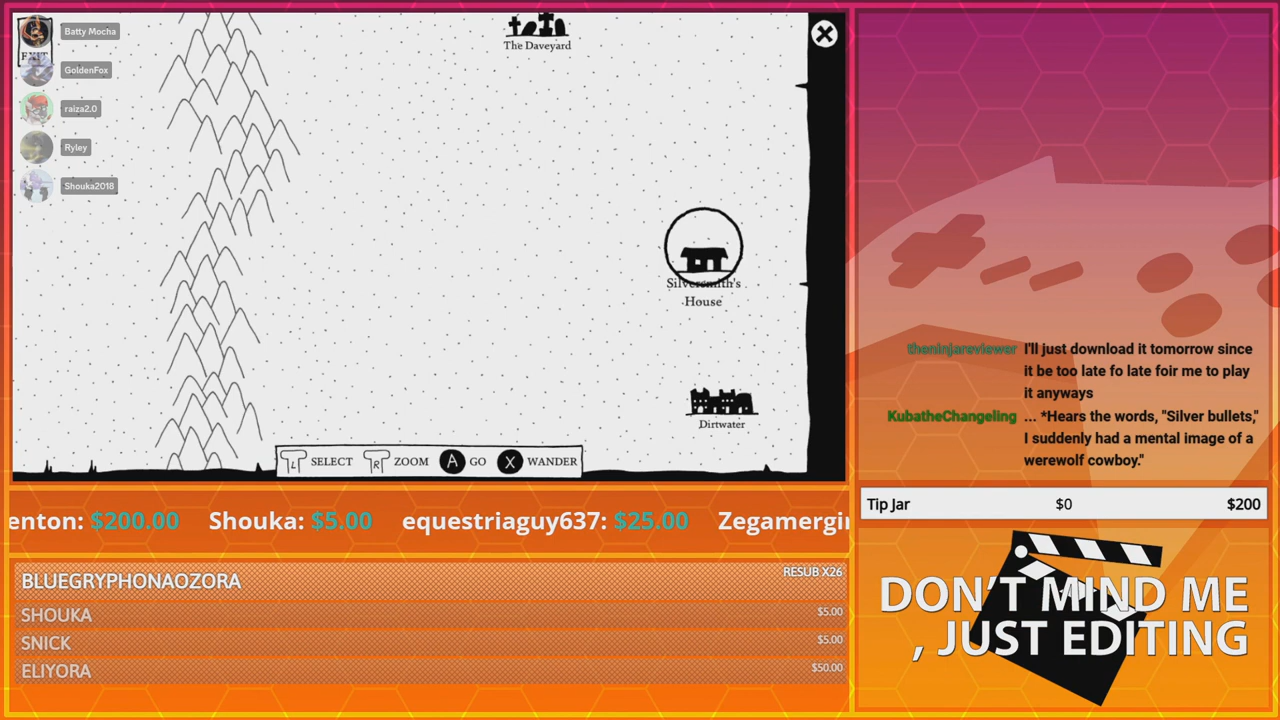 Batty Mocha
EXIT
GoldenFox
raiza2.0
Ryley
Shouka2018
The Daveyard
Silversmith's
House
Dirtwater
L SELECT R ZOOM A GO X WANDER
theninjareviewer I'll just download it tomorrow since
it be too late fo late foir me to play
it anyways
KubatheChangeling ... *Hears the words, "Silver bullets,"
I suddenly had a mental image of a
werewolf cowboy."
Tip Jar $0 $200
enton: $200.00 Shouka: $5.00 equestriaguy637: $25.00 Zegamergir
BLUEGRYPHONAOZORA RESUB X26
SHOUKA $5.00
SNICK $5.00
ELIYORA $50.00
DON'T MIND ME
, JUST EDITING